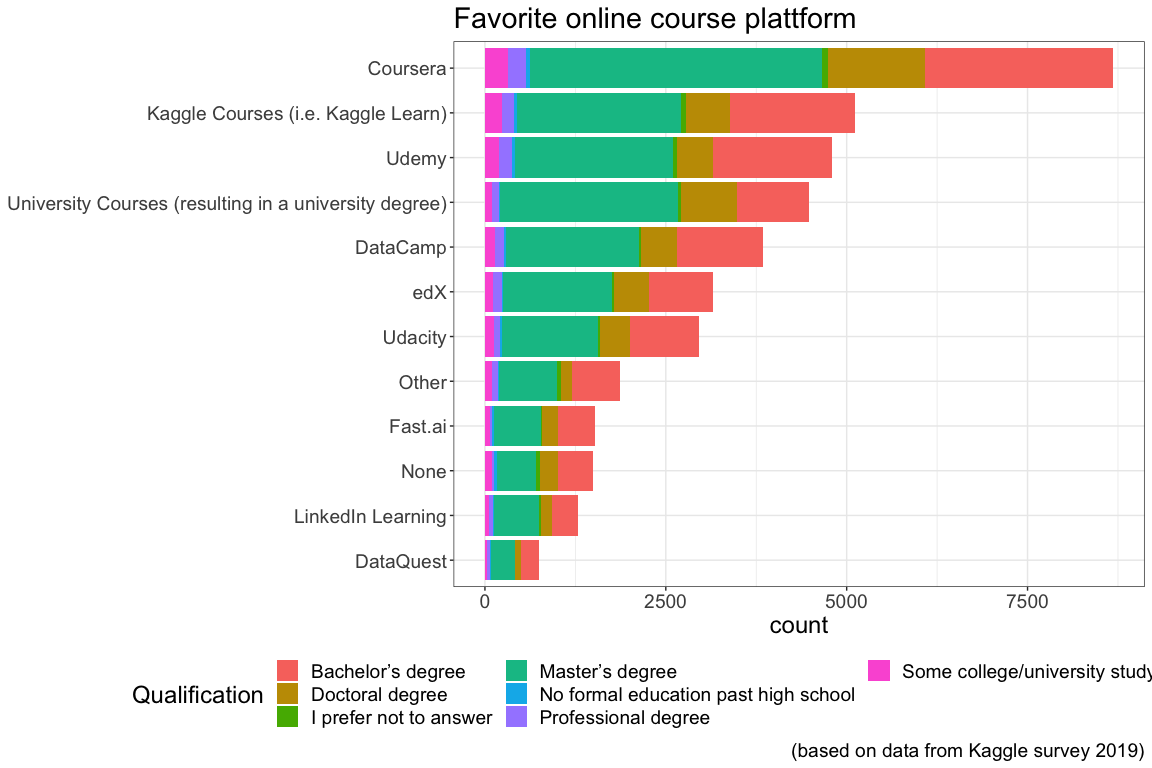 Favorite online course plattform
Coursera
Kaggle Courses (i.e. Kaggle Learn)
Udemy
University Courses (resulting in a university degree)
DataCamp
edX
Udacity
Other
Fast.ai
None
LinkedIn Learning
DataQuest
0 2500 5000 7500
count
Qualification
Bachelor’s degree
Doctoral degree
I prefer not to answer
Master’s degree
No formal education past high school
Professional degree
Some college/university study
(based on data from Kaggle survey 2019)